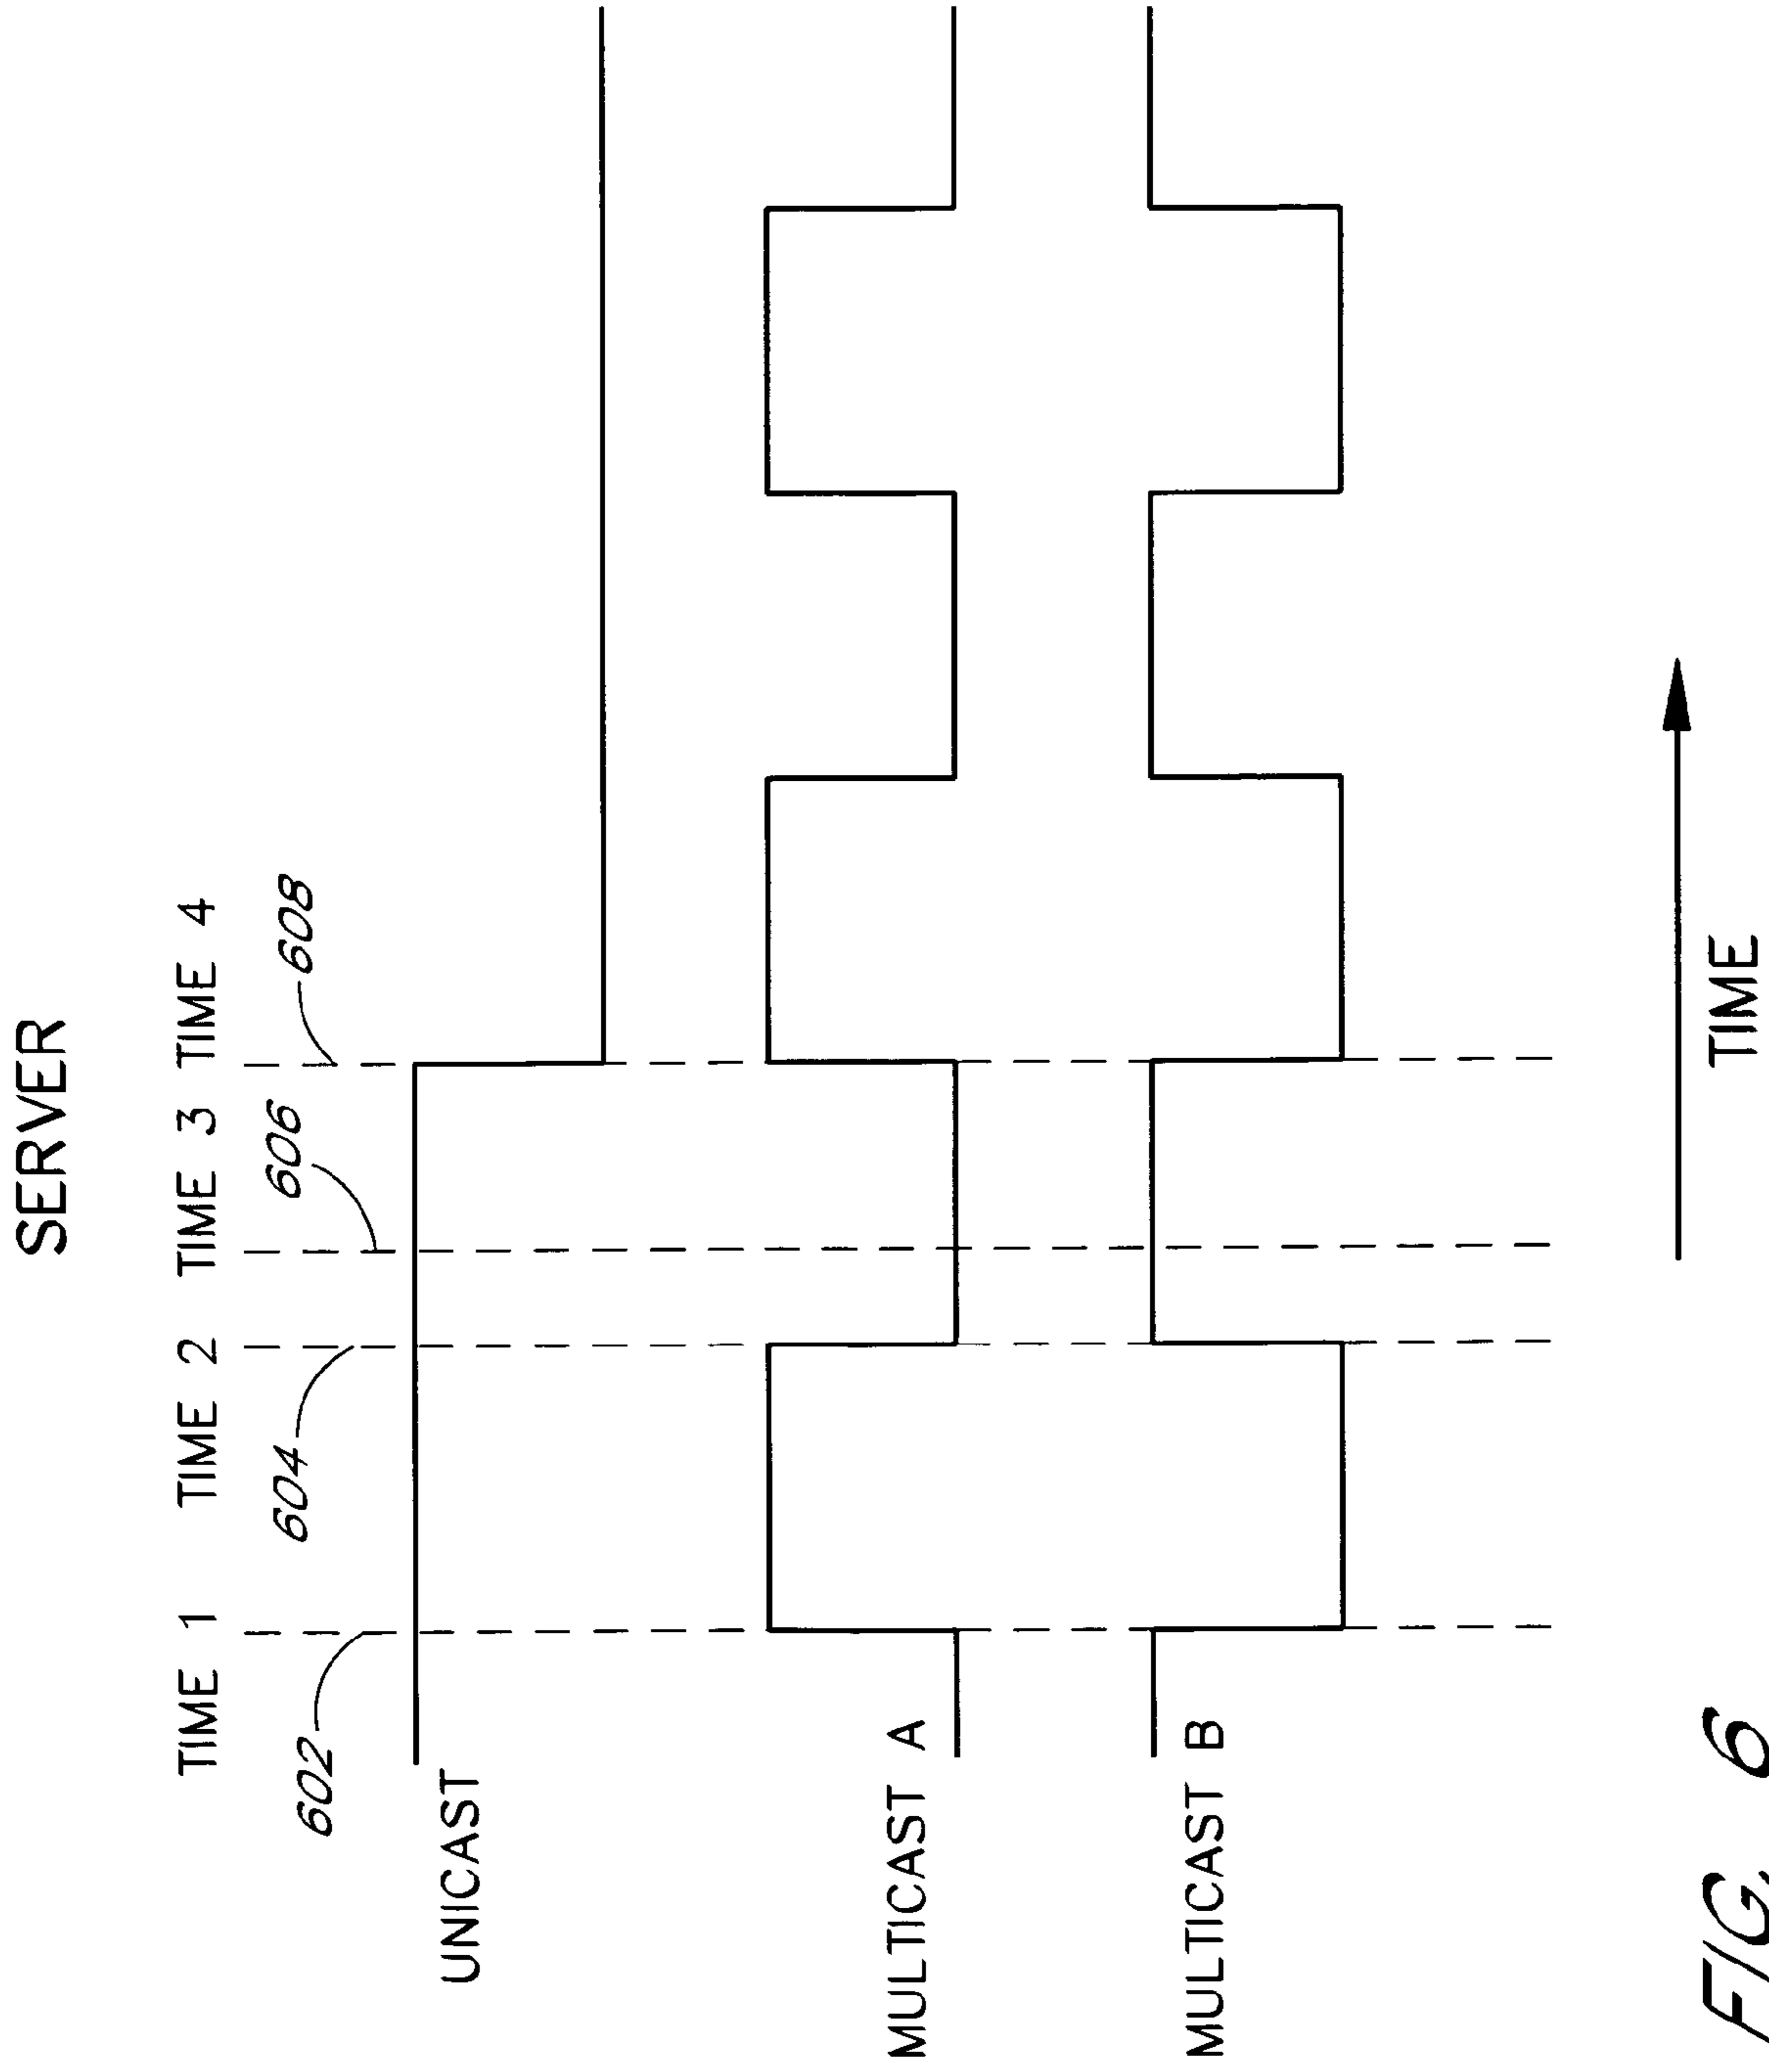 SERVER
TIME 1 TIME 2 TIME 3 TIME 4
602 604 606 608
UNICAST
MULTICAST A
MULTICAST B
TIME
FIG. 6